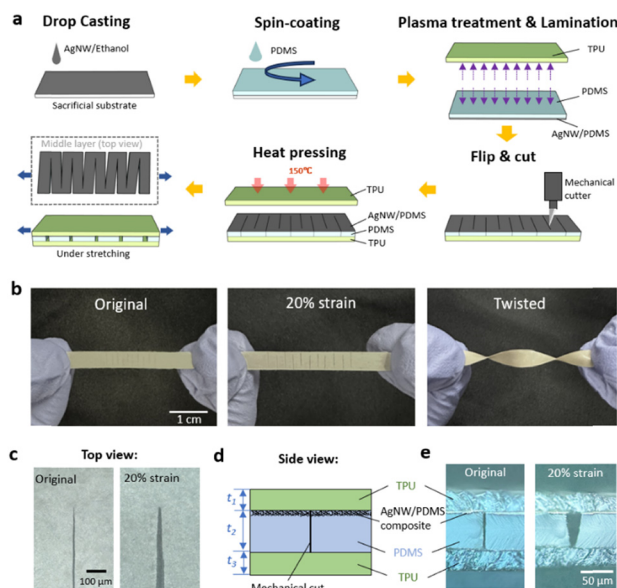 a
Drop Casting
AgNW/Ethanol
Sacrificial substrate
Spin-coating
PDMS
Plasma treatment & Lamination
TPU
PDMS
AgNW/PDMS
Middle layer (top view)
Under stretching
Heat pressing
150℃
TPU
AgNW/PDMS
PDMS
TPU
Flip & cut
Mechanical
cutter
b
Original
1 cm
20% strain
Twisted
c
Top view:
Original
20% strain
100 μm
d
Side view:
t1
t2
t3
TPU
AgNW/PDMS
composite
PDMS
TPU
Mechanical cut
e
Original
20% strain
50 μm